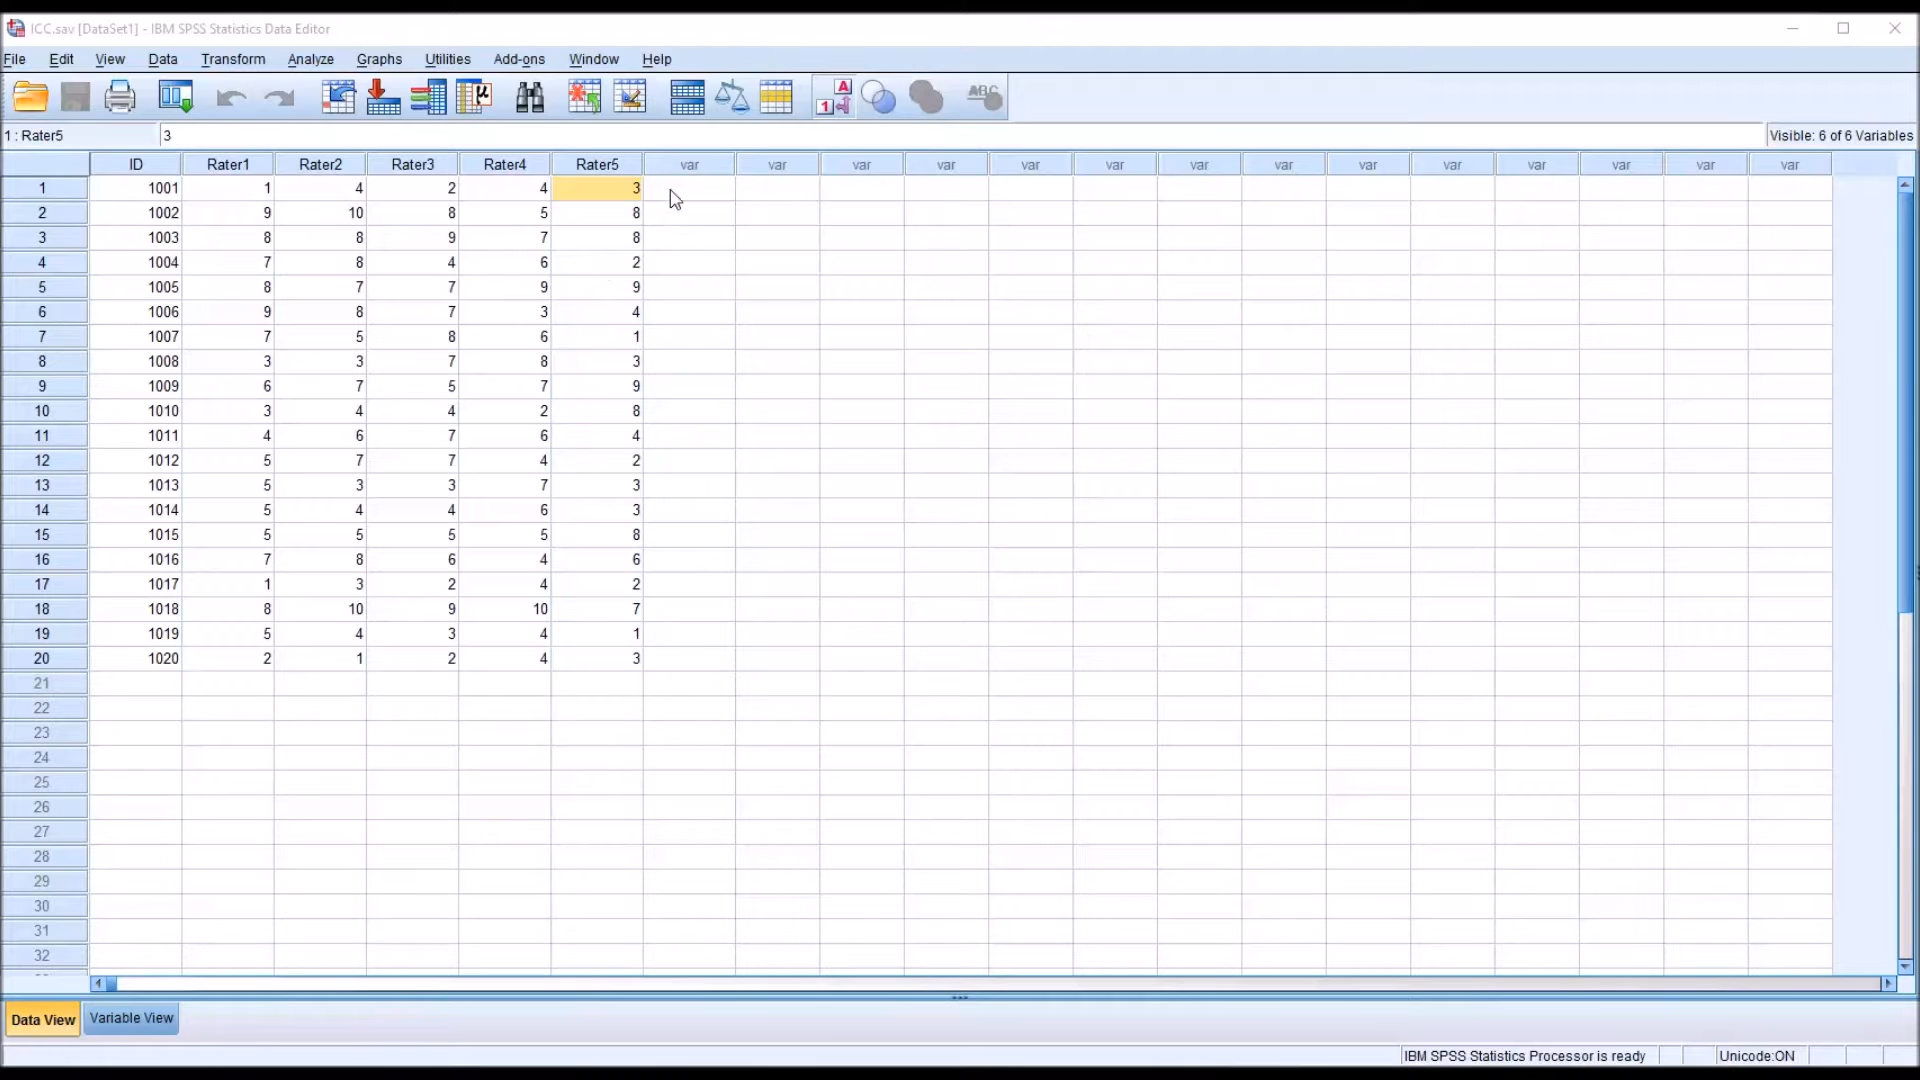 ICC.sav [DataSet1] - IBM SPSS Statistics Data Editor
File Edit View Data Transform Analyze Graphs Utilities Add-ons Window Help
μ 1 A ABC
1 : Rater5 3 Visible: 6 of 6 Variables
ID Rater1 Rater2 Rater3 Rater4 Rater5 var var var var var var var var var var var var var var
1 1001 1 4 2 4 3
2 1002 9 10 8 5 8
3 1003 8 8 9 7 8
4 1004 7 8 4 6 2
5 1005 8 7 7 9 9
6 1006 9 8 7 3 4
7 1007 7 5 8 6 1
8 1008 3 3 7 8 3
9 1009 6 7 5 7 9
10 1010 3 4 4 2 8
11 1011 4 6 7 6 4
12 1012 5 7 7 4 2
13 1013 5 3 3 7 3
14 1014 5 4 4 6 3
15 1015 5 5 5 5 8
16 1016 7 8 6 4 6
17 1017 1 3 2 4 2
18 1018 8 10 9 10 7
19 1019 5 4 3 4 1
20 1020 2 1 2 4 3
21
22
23
24
25
26
27
28
29
30
31
32
Data View Variable View
IBM SPSS Statistics Processor is ready Unicode:ON